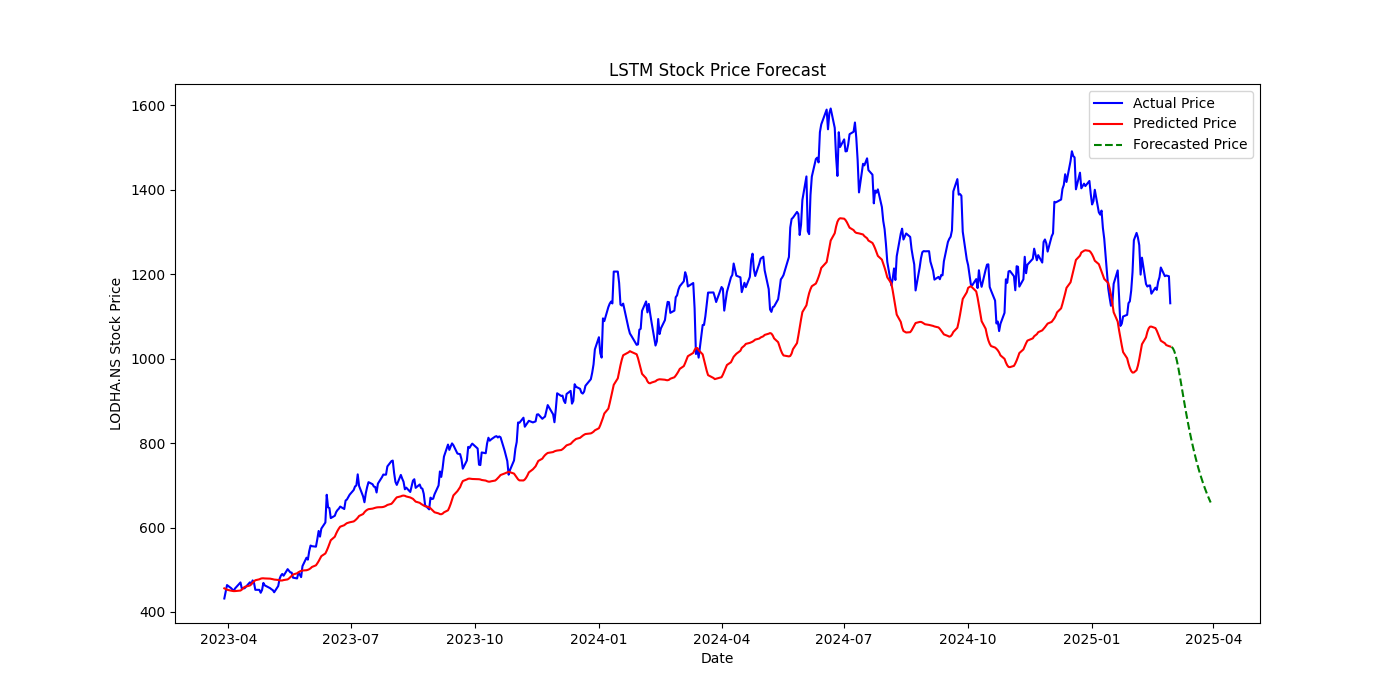 LSTM Stock Price Forecast
Actual Price
Predicted Price
Forecasted Price
LODHA.NS Stock Price
1600
1400
1200
1000
800
600
400
2023-04 2023-07 2023-10 2024-01 2024-04 2024-07 2024-10 2025-01 2025-04
Date